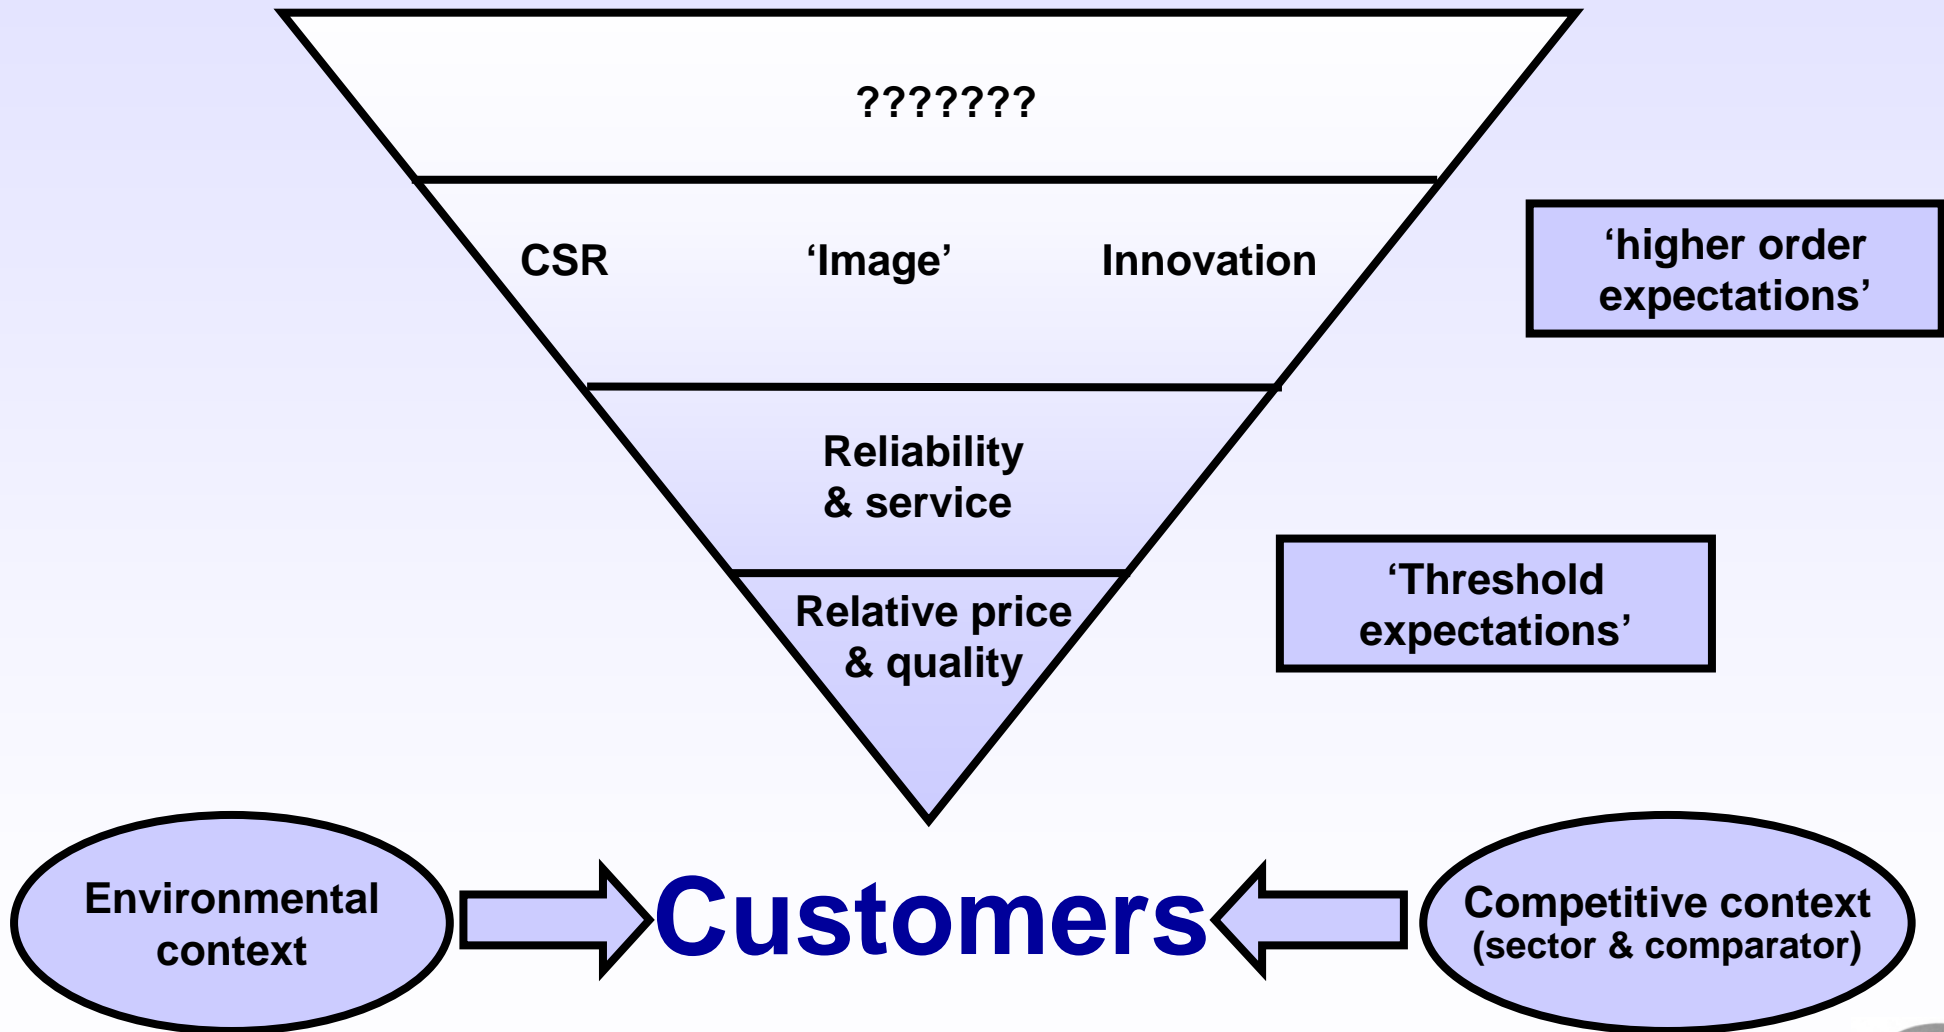 ???????
CSR ‘Image’ Innovation
‘higher order
expectations’
Reliability
& service
‘Threshold
expectations’
Relative price
& quality
Environmental
context
Customers
Competitive context
(sector & comparator)